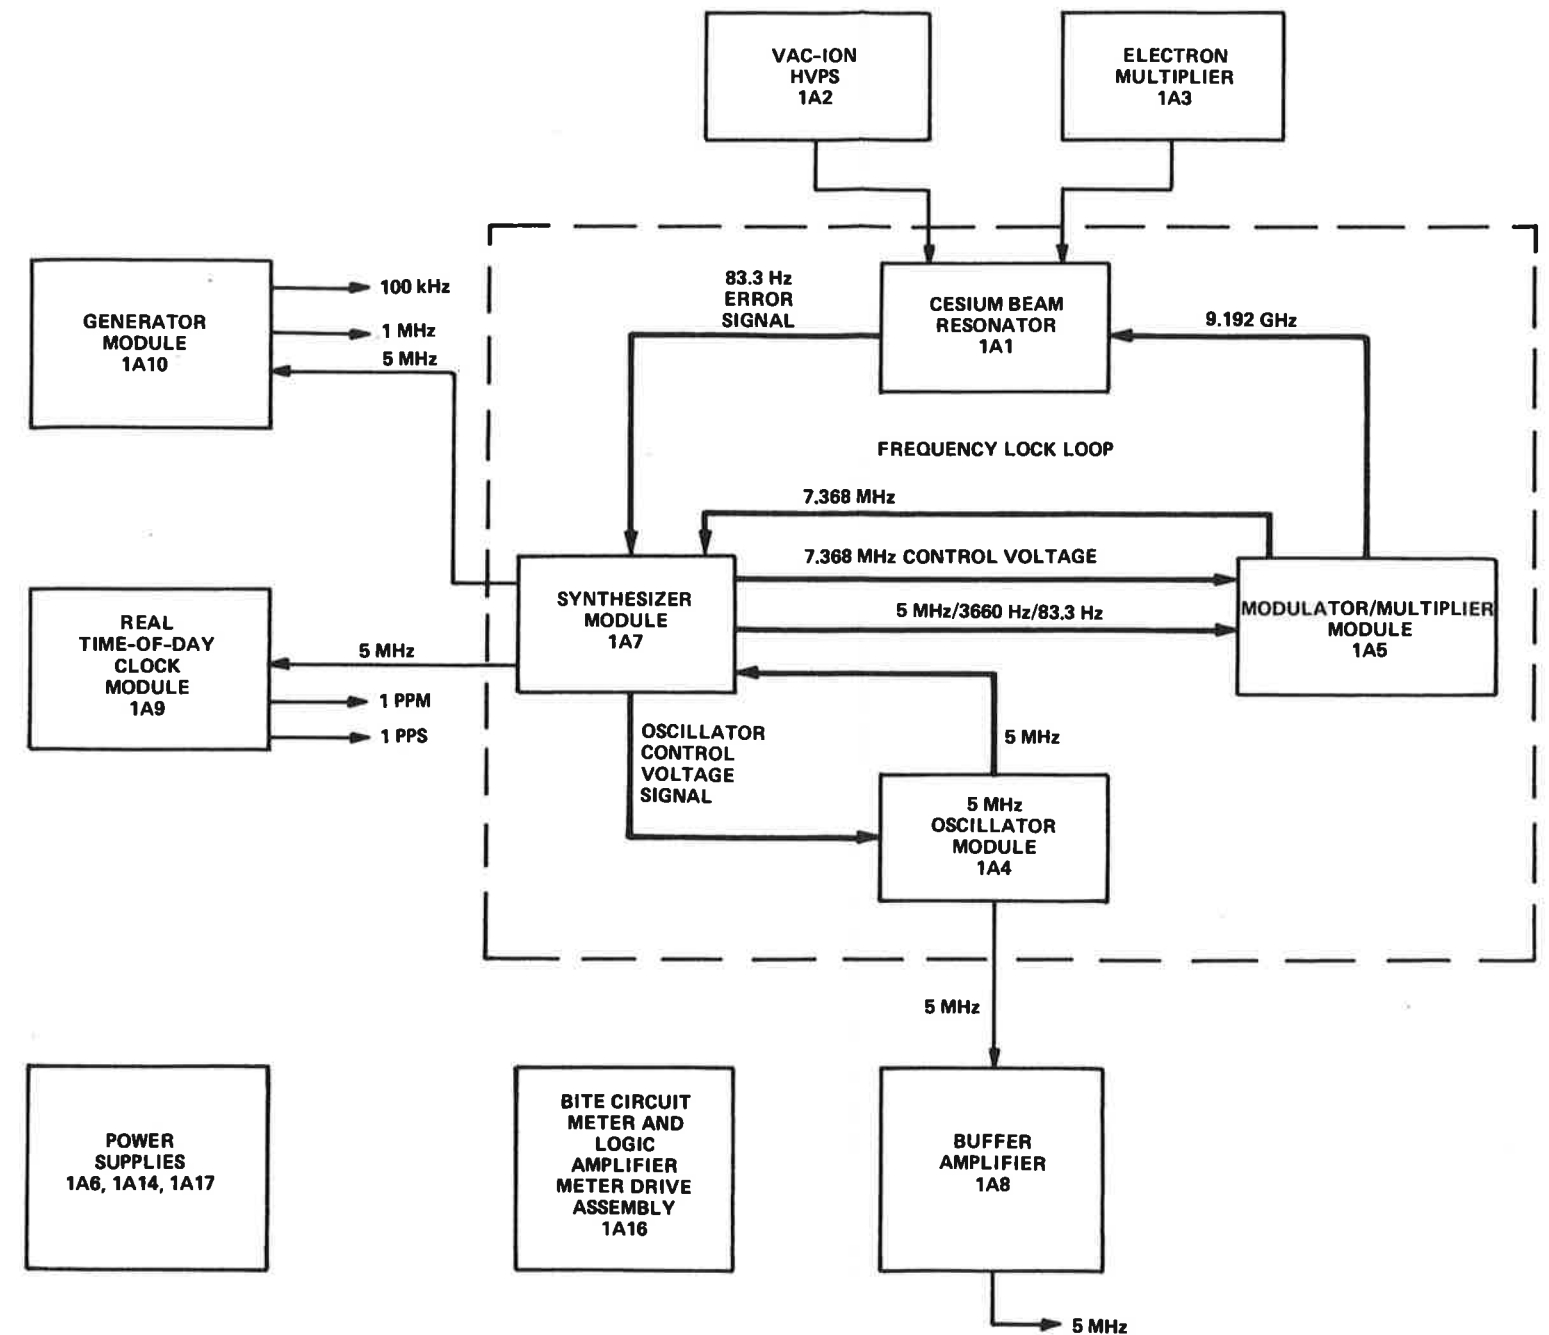 VAC-ION
HVPS
1A2
ELECTRON
MULTIPLIER
1A3
GENERATOR
MODULE
1A10
100 kHz
1 MHz
5 MHz
83.3 Hz
ERROR
SIGNAL
CESIUM BEAM
RESONATOR
1A1
9.192 GHz
FREQUENCY LOCK LOOP
7.368 MHz
7.368 MHz CONTROL VOLTAGE
5 MHz/3660 Hz/83.3 Hz
SYNTHESIZER
MODULE
1A7
MODULATOR/MULTIPLIER
MODULE
1A5
REAL
TIME-OF-DAY
CLOCK
MODULE
1A9
5 MHz
1 PPM
1 PPS
OSCILLATOR
CONTROL
VOLTAGE
SIGNAL
5 MHz
5 MHz
OSCILLATOR
MODULE
1A4
5 MHz
POWER
SUPPLIES
1A6, 1A14, 1A17
BITE CIRCUIT
METER AND
LOGIC
AMPLIFIER
METER DRIVE
ASSEMBLY
1A16
BUFFER
AMPLIFIER
1A8
5 MHz